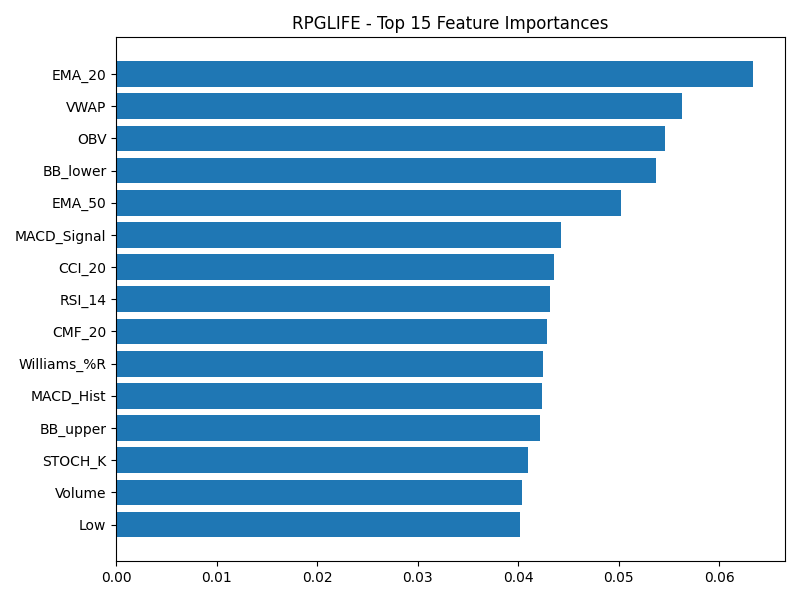 RPGLIFE - Top 15 Feature Importances
EMA_20
VWAP
OBV
BB_lower
EMA_50
MACD_Signal
CCI_20
RSI_14
CMF_20
Williams_%R
MACD_Hist
BB_upper
STOCH_K
Volume
Low
0.00 0.01 0.02 0.03 0.04 0.05 0.06